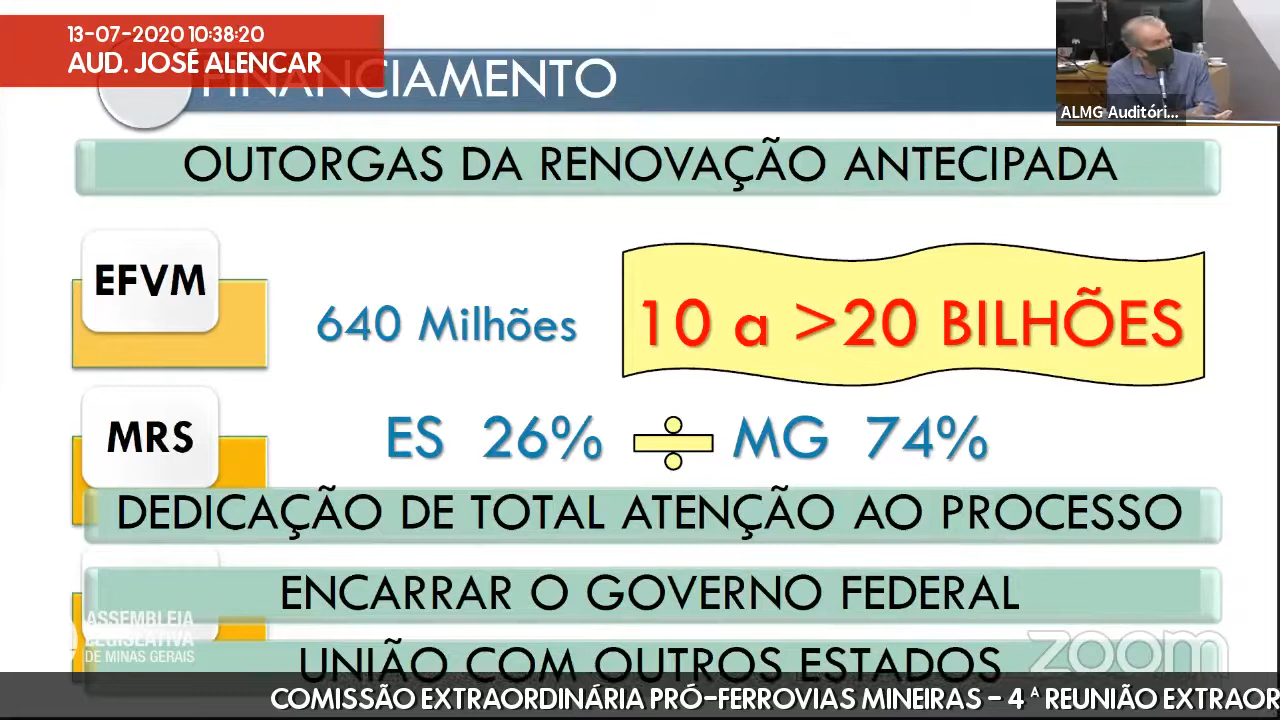 13-07-2020 10:38:20
AUD. JOSÉ ALENCAR
FINANCIAMENTO
ALMG Auditóri...
OUTORGAS DA RENOVAÇÃO ANTECIPADA
EFVM
640 Milhões
10 a >20 BILHÕES
MRS
ES 26% ÷ MG 74%
DEDICAÇÃO DE TOTAL ATENÇÃO AO PROCESSO
ENCARRAR O GOVERNO FEDERAL
ASSEMBLEIA
LEGISLATIVA
DE MINAS GERAIS
UNIÃO COM OUTROS ESTADOS
zoom
COMISSÃO EXTRAORDINÁRIA PRÓ-FERROVIAS MINEIRAS - 4 ª REUNIÃO EXTRAOR